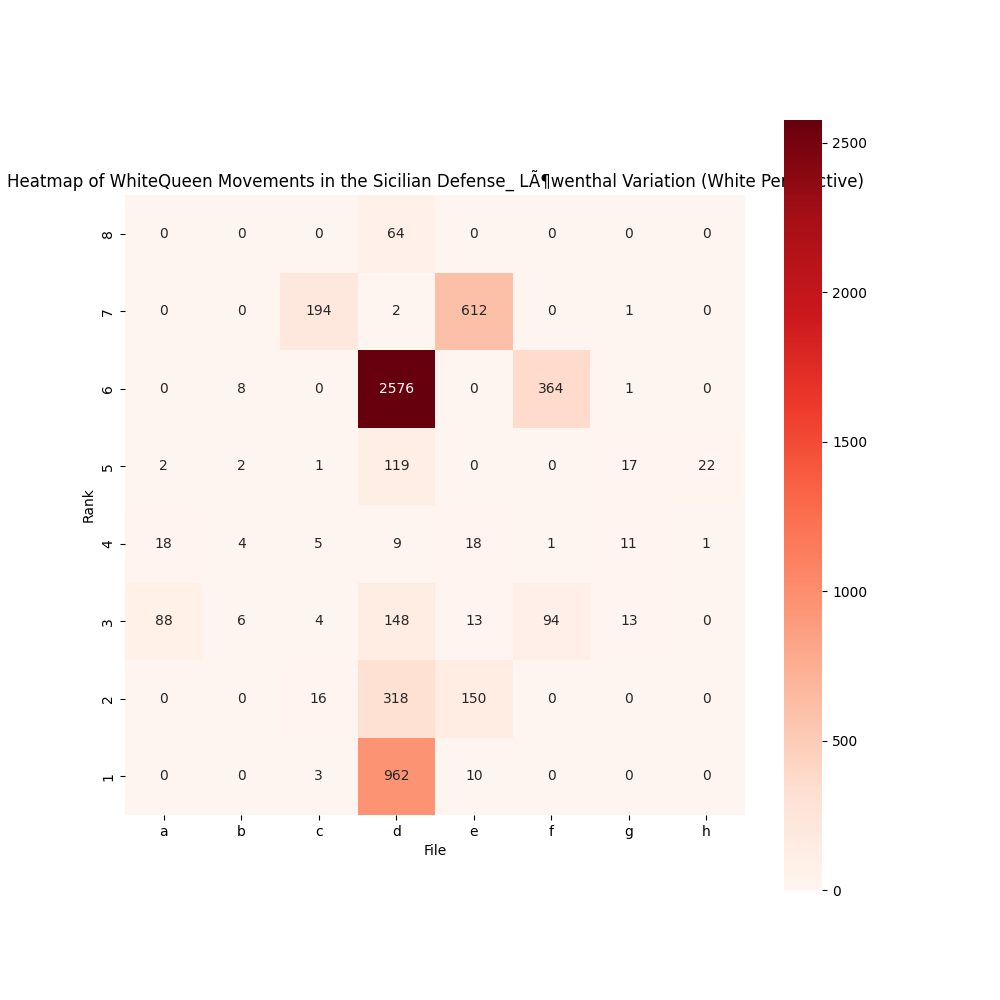 Heatmap of WhiteQueen Movements in the Sicilian Defense_ LÃ¶wenthal Variation (White Perspective)
2500
8 0 0 0 64 0 0 0 0
7 0 0 194 2 612 0 1 0
2000
6 0 8 0 2576 0 364 1 0
1500
5 2 2 1 119 0 0 17 22
Rank
4 18 4 5 9 18 1 11 1
1000
3 88 6 4 148 13 94 13 0
2 0 0 16 318 150 0 0 0
500
1 0 0 3 962 10 0 0 0
a b c d e f g h
File
0